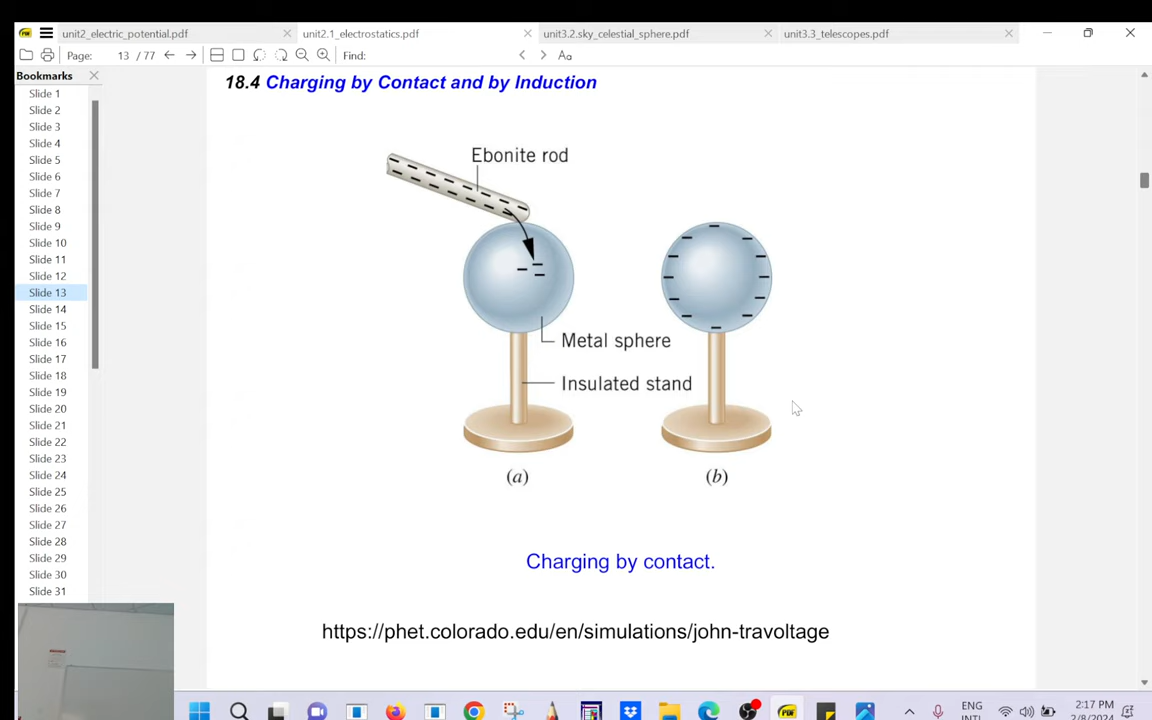 unit2_electric_potential.pdf
unit2.1_electrostatics.pdf
unit3.2.sky_celestial_sphere.pdf
unit3.3_telescopes.pdf
Page: 13 / 77
Find:
Aa
Bookmarks
Slide 1
Slide 2
Slide 3
Slide 4
Slide 5
Slide 6
Slide 7
Slide 8
Slide 9
Slide 10
Slide 11
Slide 12
Slide 13
Slide 14
Slide 15
Slide 16
Slide 17
Slide 18
Slide 19
Slide 20
Slide 21
Slide 22
Slide 23
Slide 24
Slide 25
Slide 26
Slide 27
Slide 28
Slide 29
Slide 30
Slide 31
18.4 Charging by Contact and by Induction
Ebonite rod
Metal sphere
Insulated stand
(a)
(b)
Charging by contact.
https://phet.colorado.edu/en/simulations/john-travoltage
ENG
INTL
2:17 PM